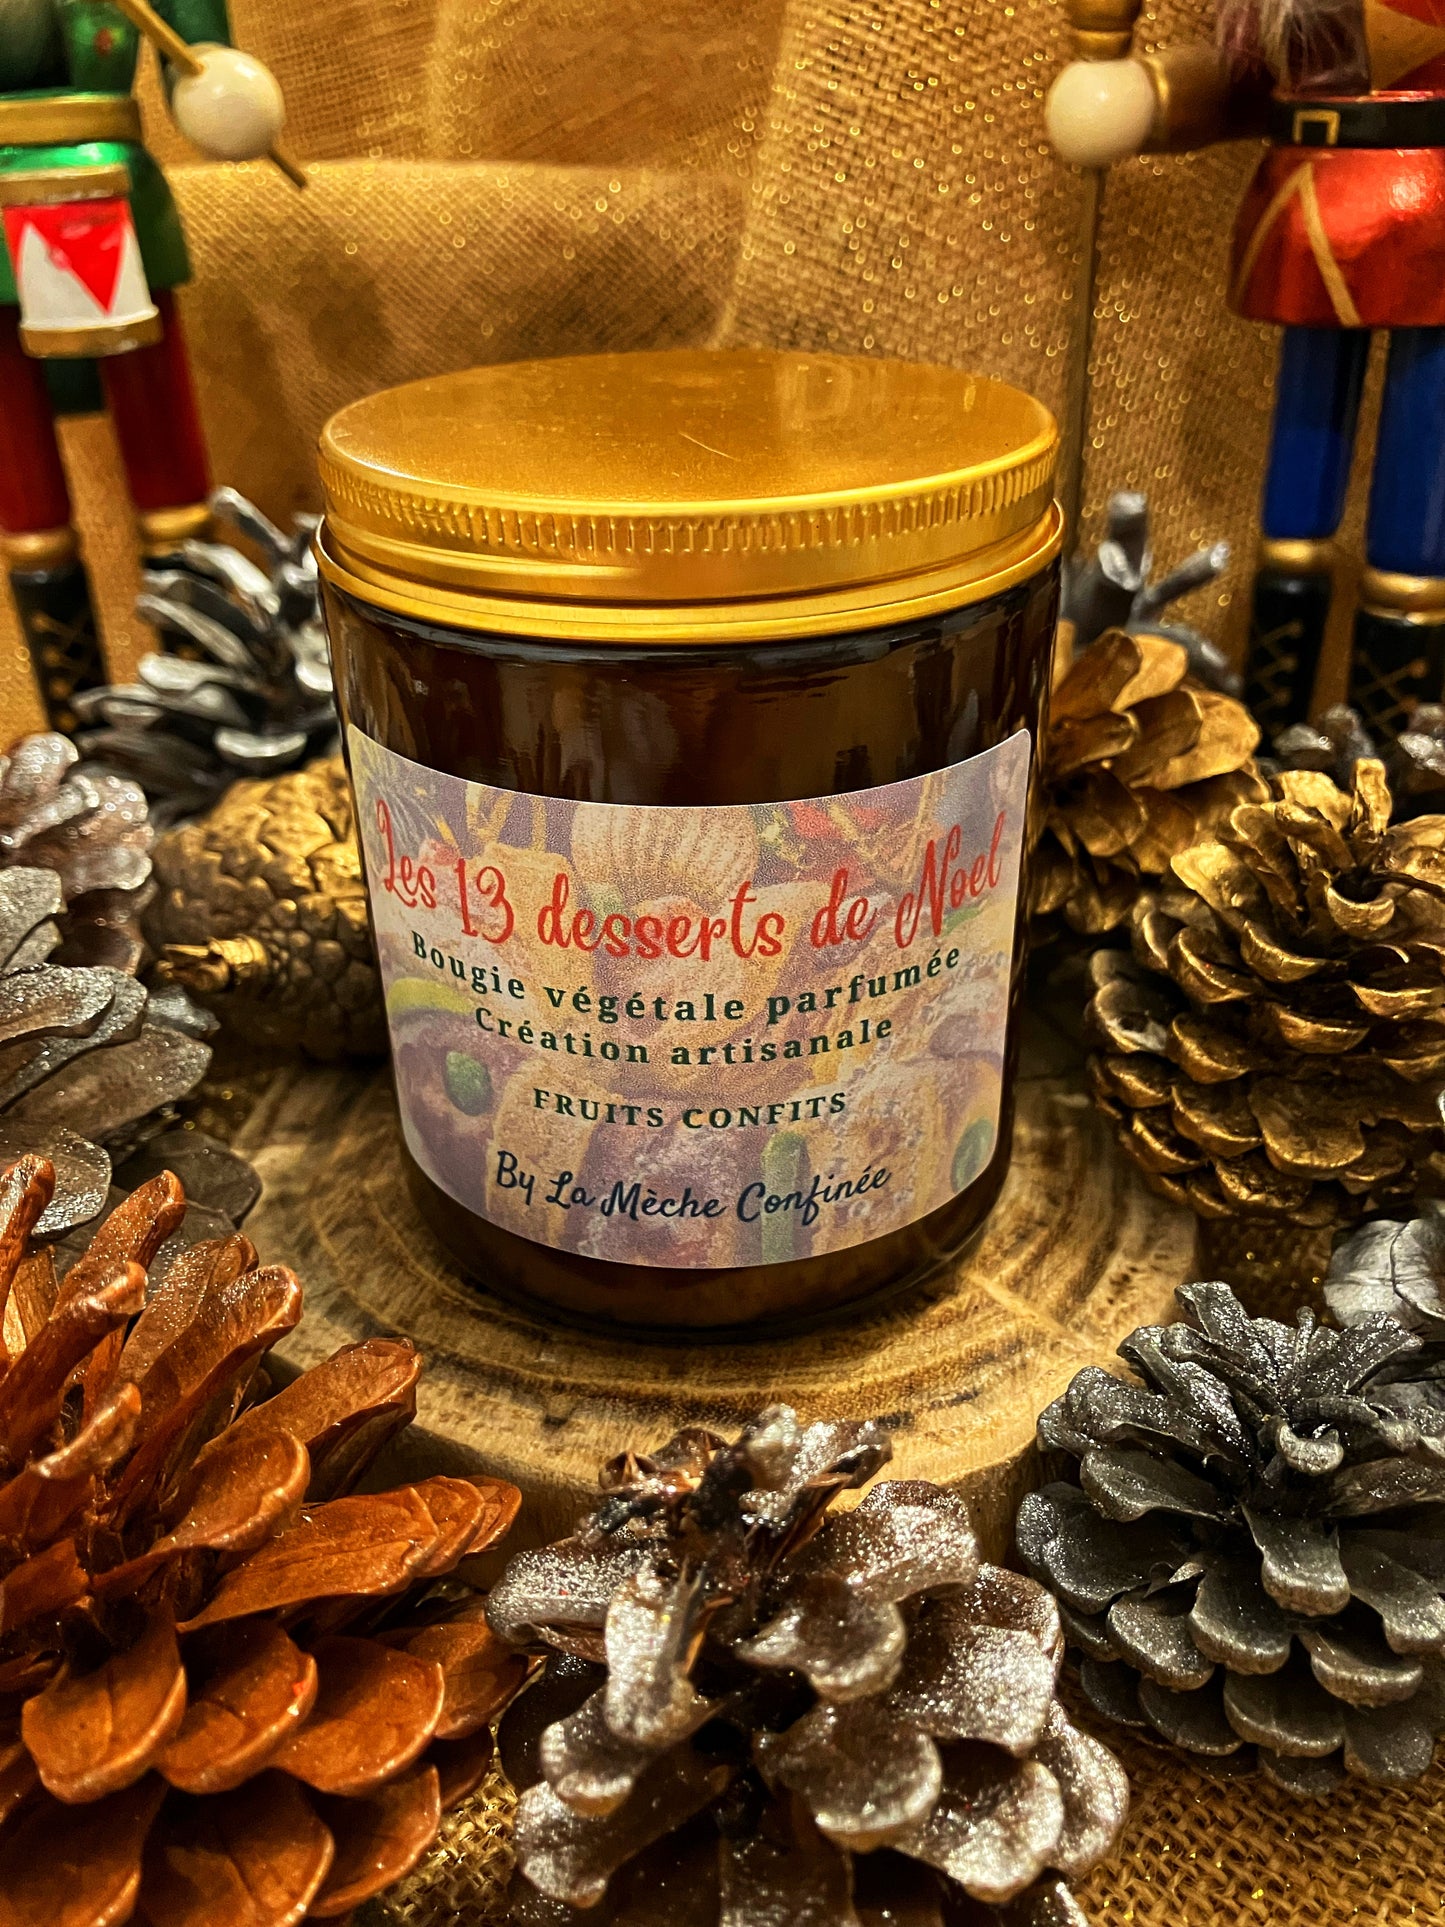 Les 13 desserts de Noel
Bougie végétale parfumée
Création artisanale
FRUITS CONFITS
By La Mèche Confinée